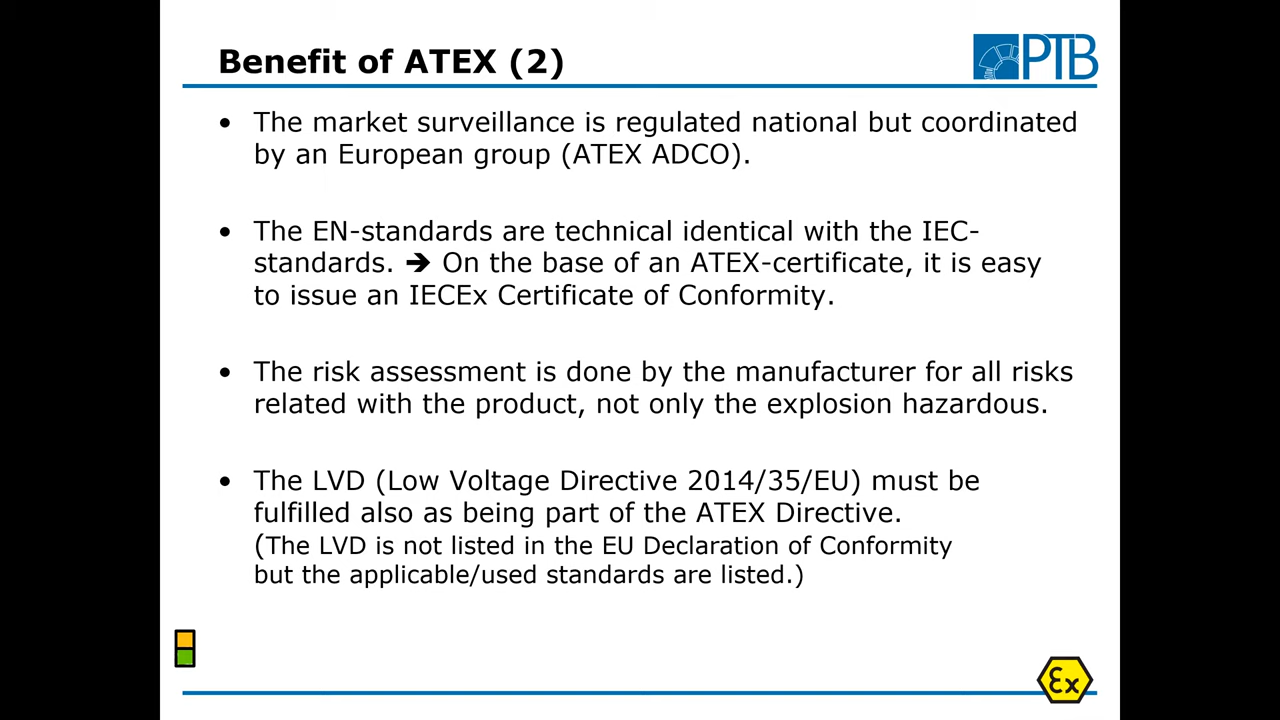 Benefit of ATEX (2)
PTB
• The market surveillance is regulated national but coordinated
by an European group (ATEX ADCO).
• The EN-standards are technical identical with the IEC-
standards. ➔ On the base of an ATEX-certificate, it is easy
to issue an IECEx Certificate of Conformity.
• The risk assessment is done by the manufacturer for all risks
related with the product, not only the explosion hazardous.
• The LVD (Low Voltage Directive 2014/35/EU) must be
fulfilled also as being part of the ATEX Directive.
(The LVD is not listed in the EU Declaration of Conformity
but the applicable/used standards are listed.)
Ex